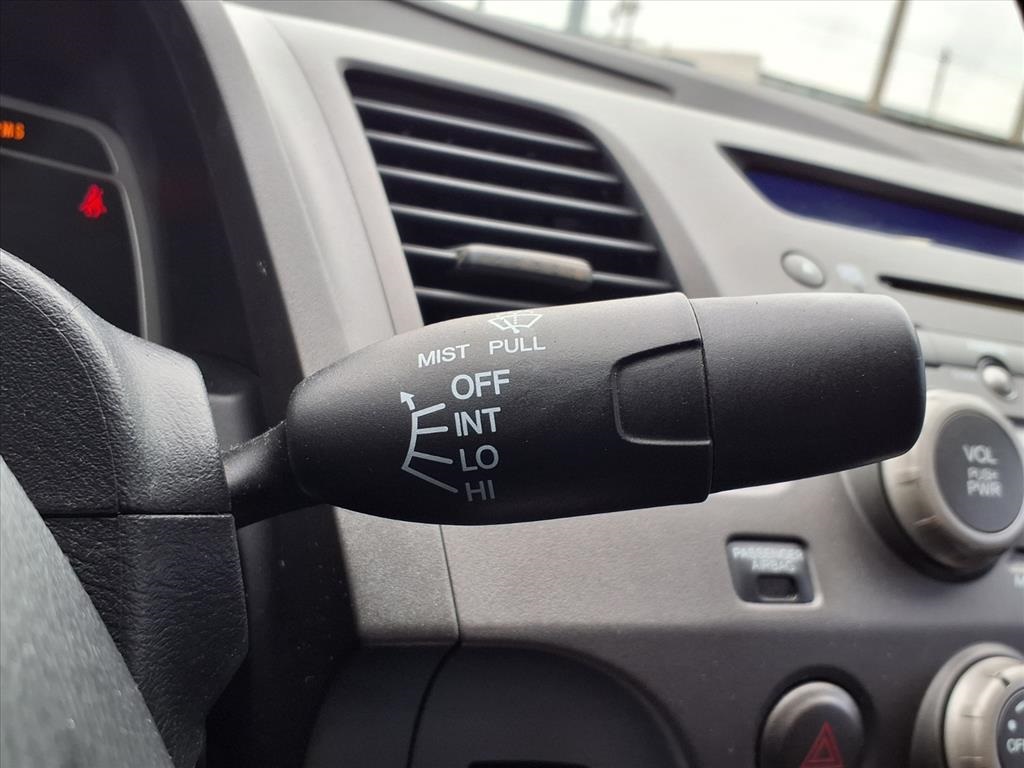 MIST PULL
OFF
INT
LO
HI
VOL
PUSH
PWR
PASSENGER
AIRBAG